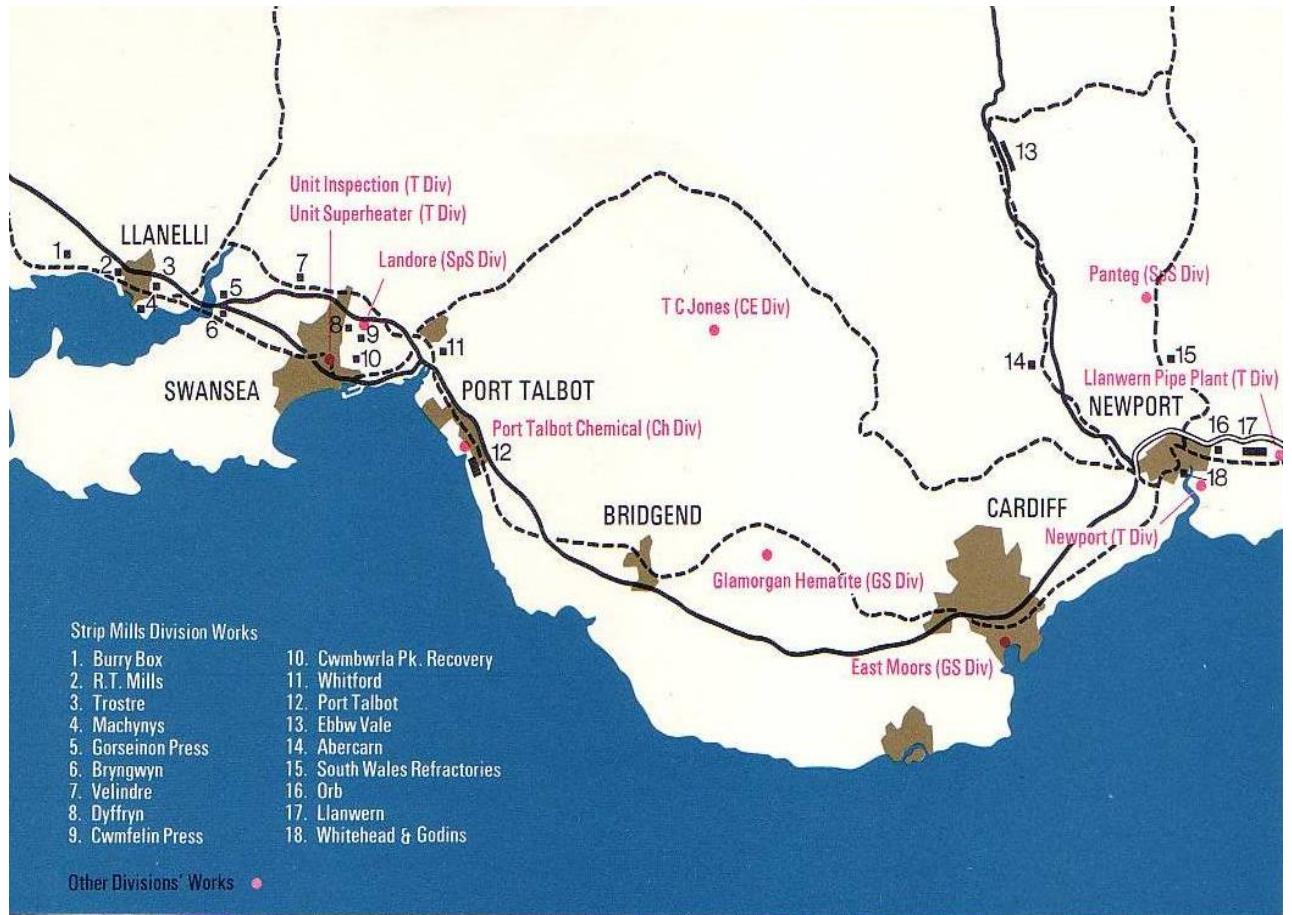 13
Unit Inspection (T Div)
Unit Superheater (T Div)
LLANELLI
1
2
3
4
5
6
7
Landore (SpS Div)
8
9
10
11
T C Jones (CE Div)
Panteg (SpS Div)
14
15
Llanwern Pipe Plant (T Div)
SWANSEA
PORT TALBOT
NEWPORT
Port Talbot Chemical (Ch Div)
12
16
17
18
BRIDGEND
CARDIFF
Newport (T Div)
Glamorgan Hematite (GS Div)
East Moors (GS Div)
Strip Mills Division Works
1. Burry Box
2. R.T. Mills
3. Trostre
4. Machynys
5. Gorseinon Press
6. Bryngwyn
7. Velindre
8. Dyffryn
9. Cwmfelin Press
10. Cwmbwrla Pk. Recovery
11. Whitford
12. Port Talbot
13. Ebbw Vale
14. Abercarn
15. South Wales Refractories
16. Orb
17. Llanwern
18. Whitehead & Godins
Other Divisions' Works